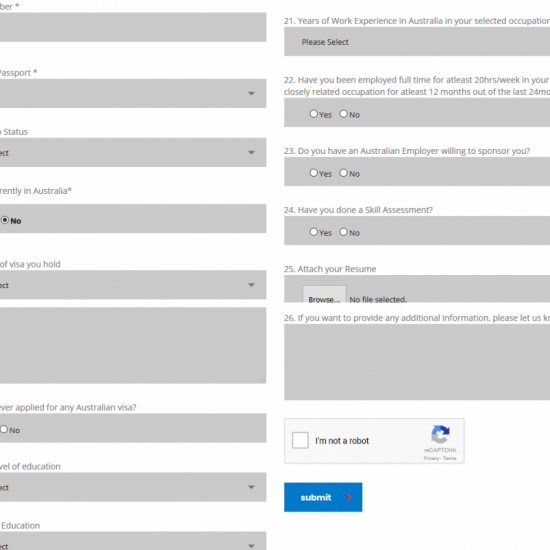 ber *
Passport *
Status
ect
rently in Australia*
No
of visa you hold
ect
ever applied for any Australian visa?
No
vel of education
ect
Education
ect
21. Years of Work Experience in Australia in your selected occupation
Please Select
22. Have you been employed full time for atleast 20hrs/week in your
closely related occupation for atleast 12 months out of the last 24mo
Yes No
23. Do you have an Australian Employer willing to sponsor you?
Yes No
24. Have you done a Skill Assessment?
Yes No
25. Attach your Resume
Browse... No file selected.
26. If you want to provide any additional information, please let us kn
I'm not a robot
reCAPTCHA
Privacy - Terms
submit